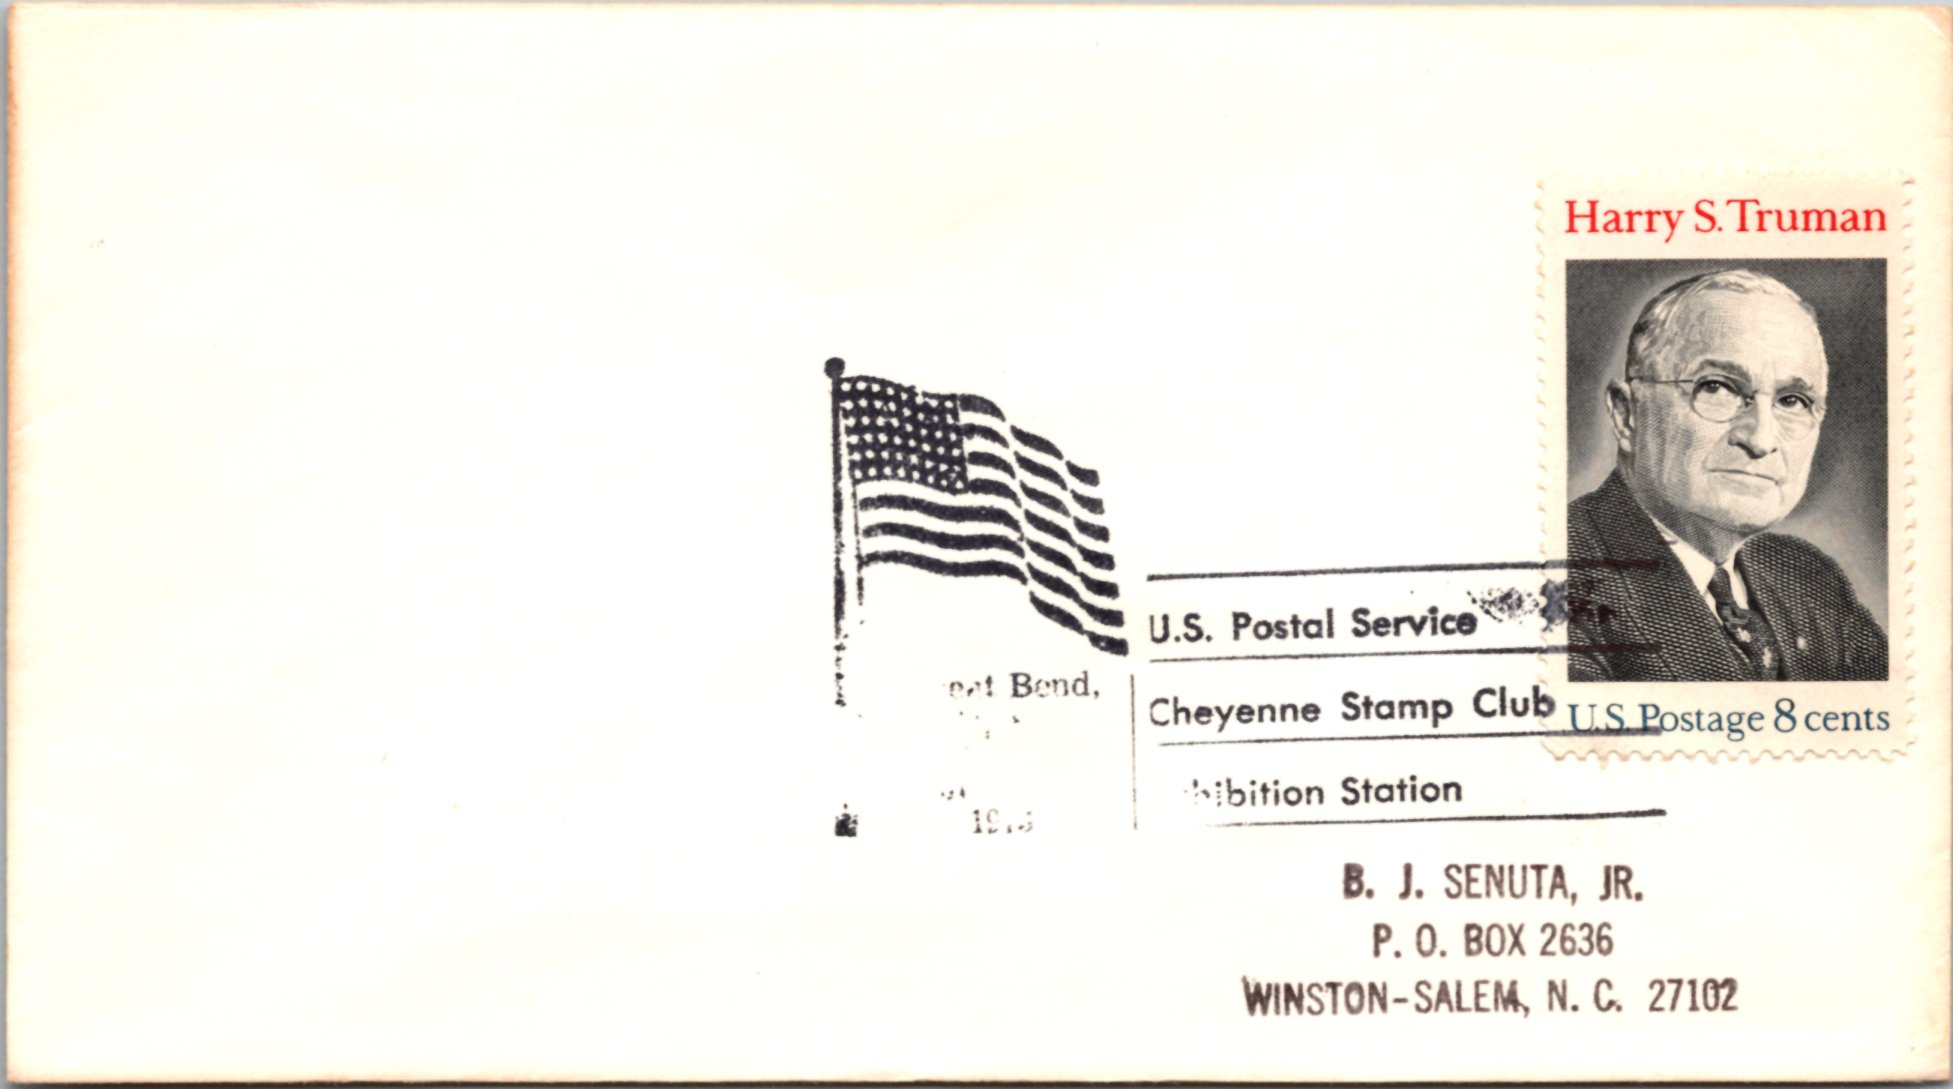 Harry S. Truman
U.S. Postage 8 cents
U.S. Postal Service
Cheyenne Stamp Club
Station
Bend,
B. J. SENUTA, JR.
P. O. BOX 2636
WINSTON-SALEM, N. C. 27102